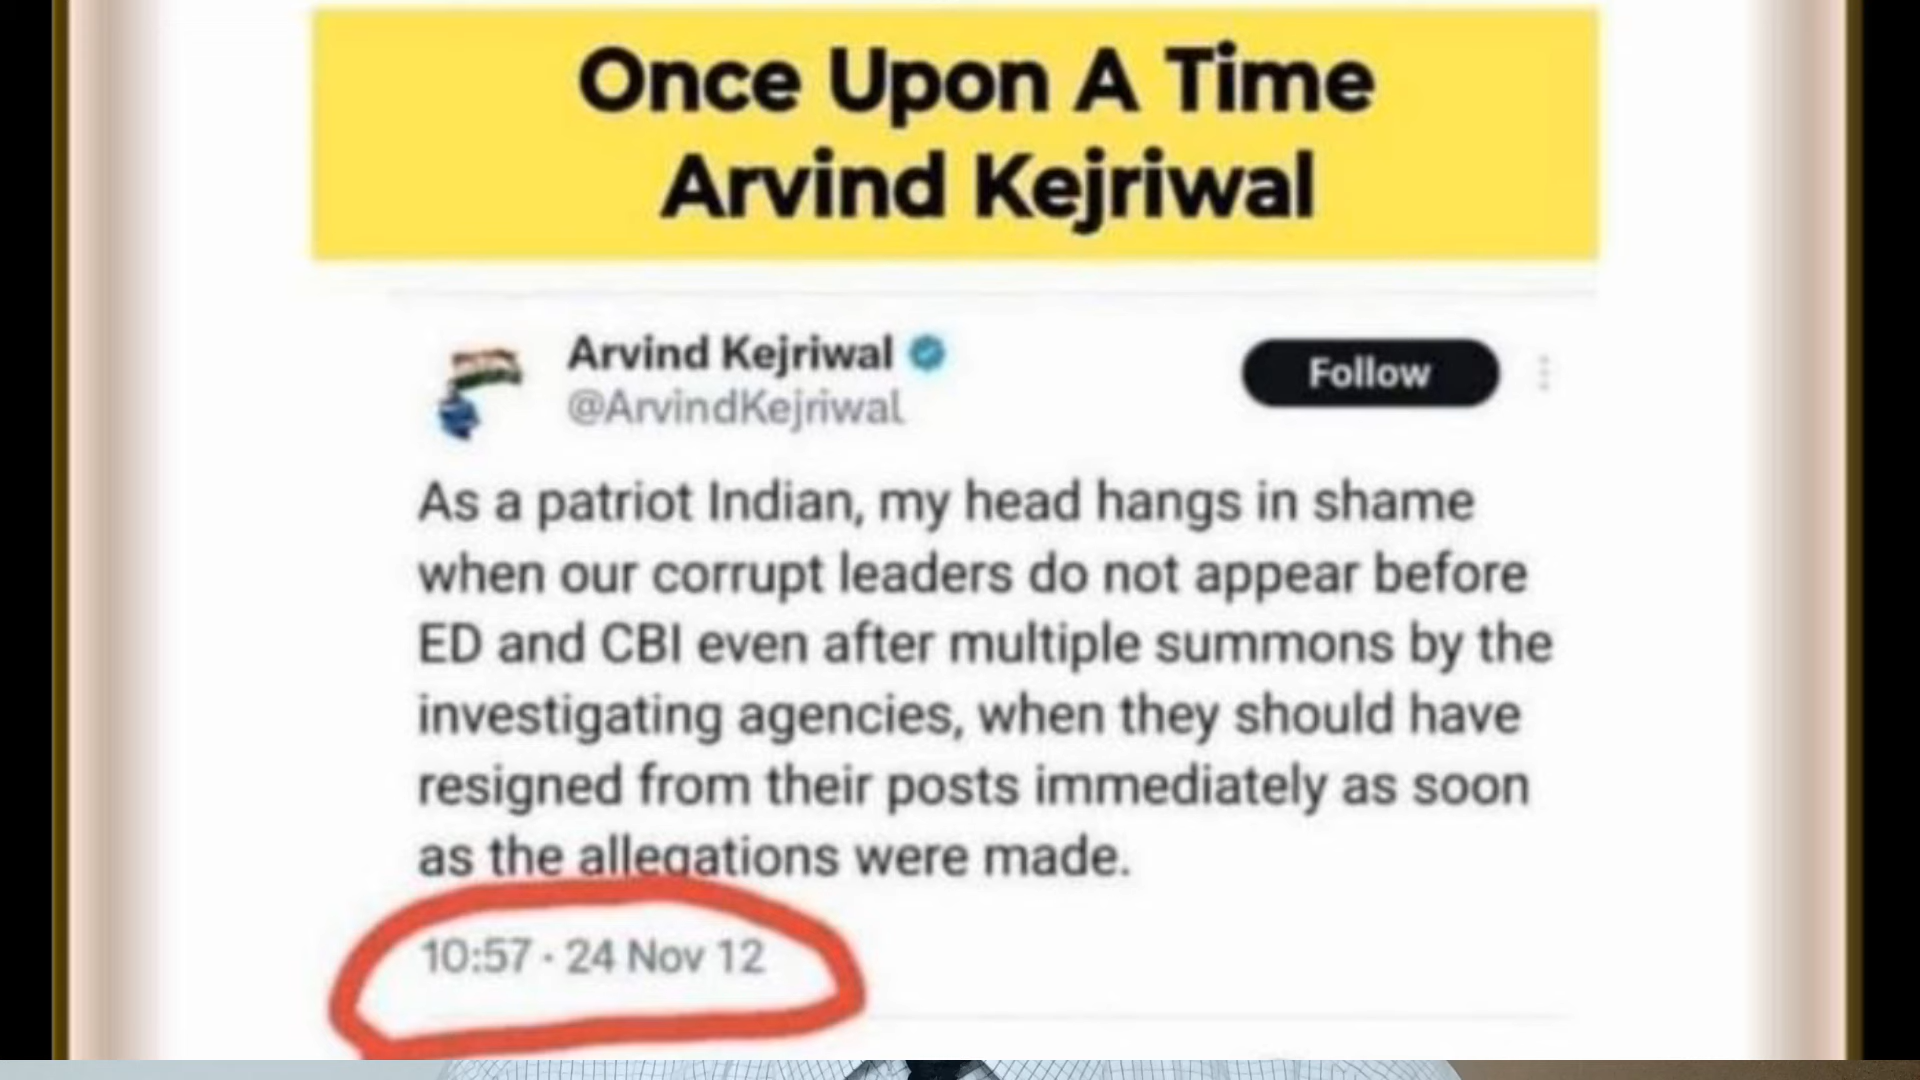 Once Upon A Time
Arvind Kejriwal
Arvind Kejriwal
@ArvindKejriwal
Follow
As a patriot Indian, my head hangs in shame
when our corrupt leaders do not appear before
ED and CBI even after multiple summons by the
investigating agencies, when they should have
resigned from their posts immediately as soon
as the allegations were made.
10:57 · 24 Nov 12